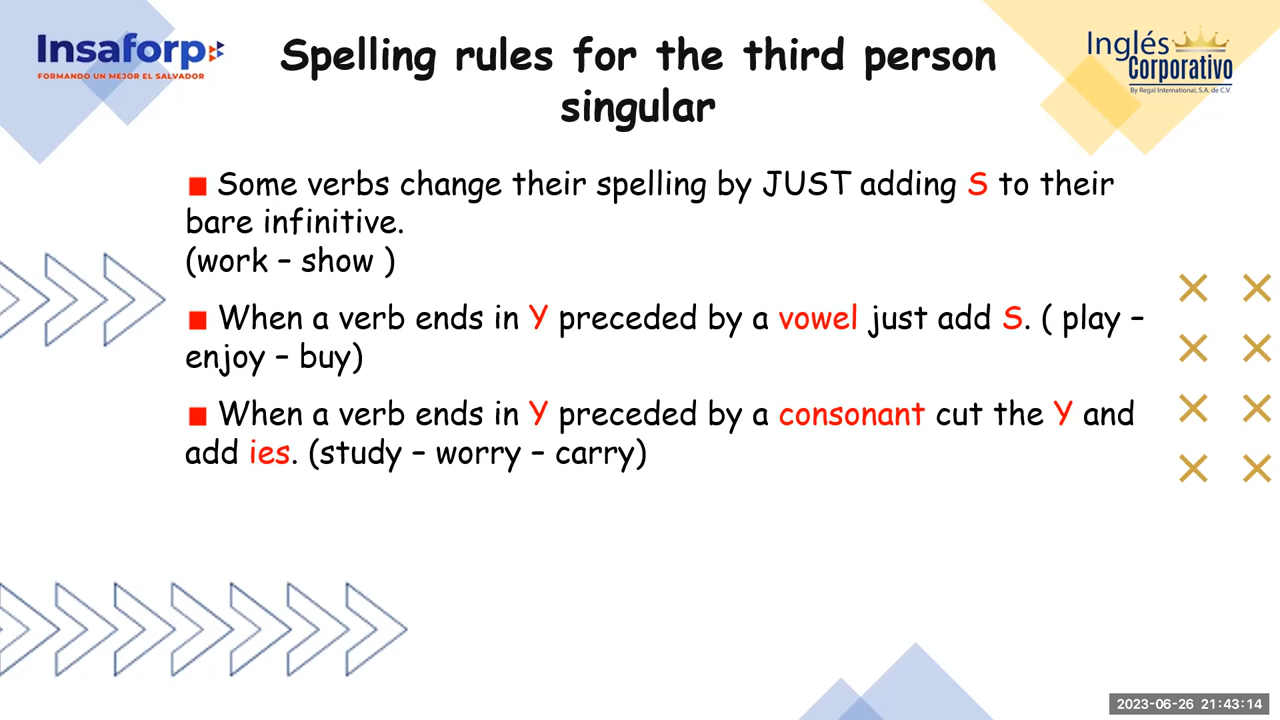 Insaforp
FORMANDO UN MEJOR EL SALVADOR
Spelling rules for the third person
singular
Inglés
Corporativo
By Regal International, S.A. de C.V.
■ Some verbs change their spelling by JUST adding S to their
bare infinitive.
(work – show )
■ When a verb ends in Y preceded by a vowel just add S. ( play –
enjoy – buy)
■ When a verb ends in Y preceded by a consonant cut the Y and
add ies. (study – worry – carry)
2023-06-26 21:43:14